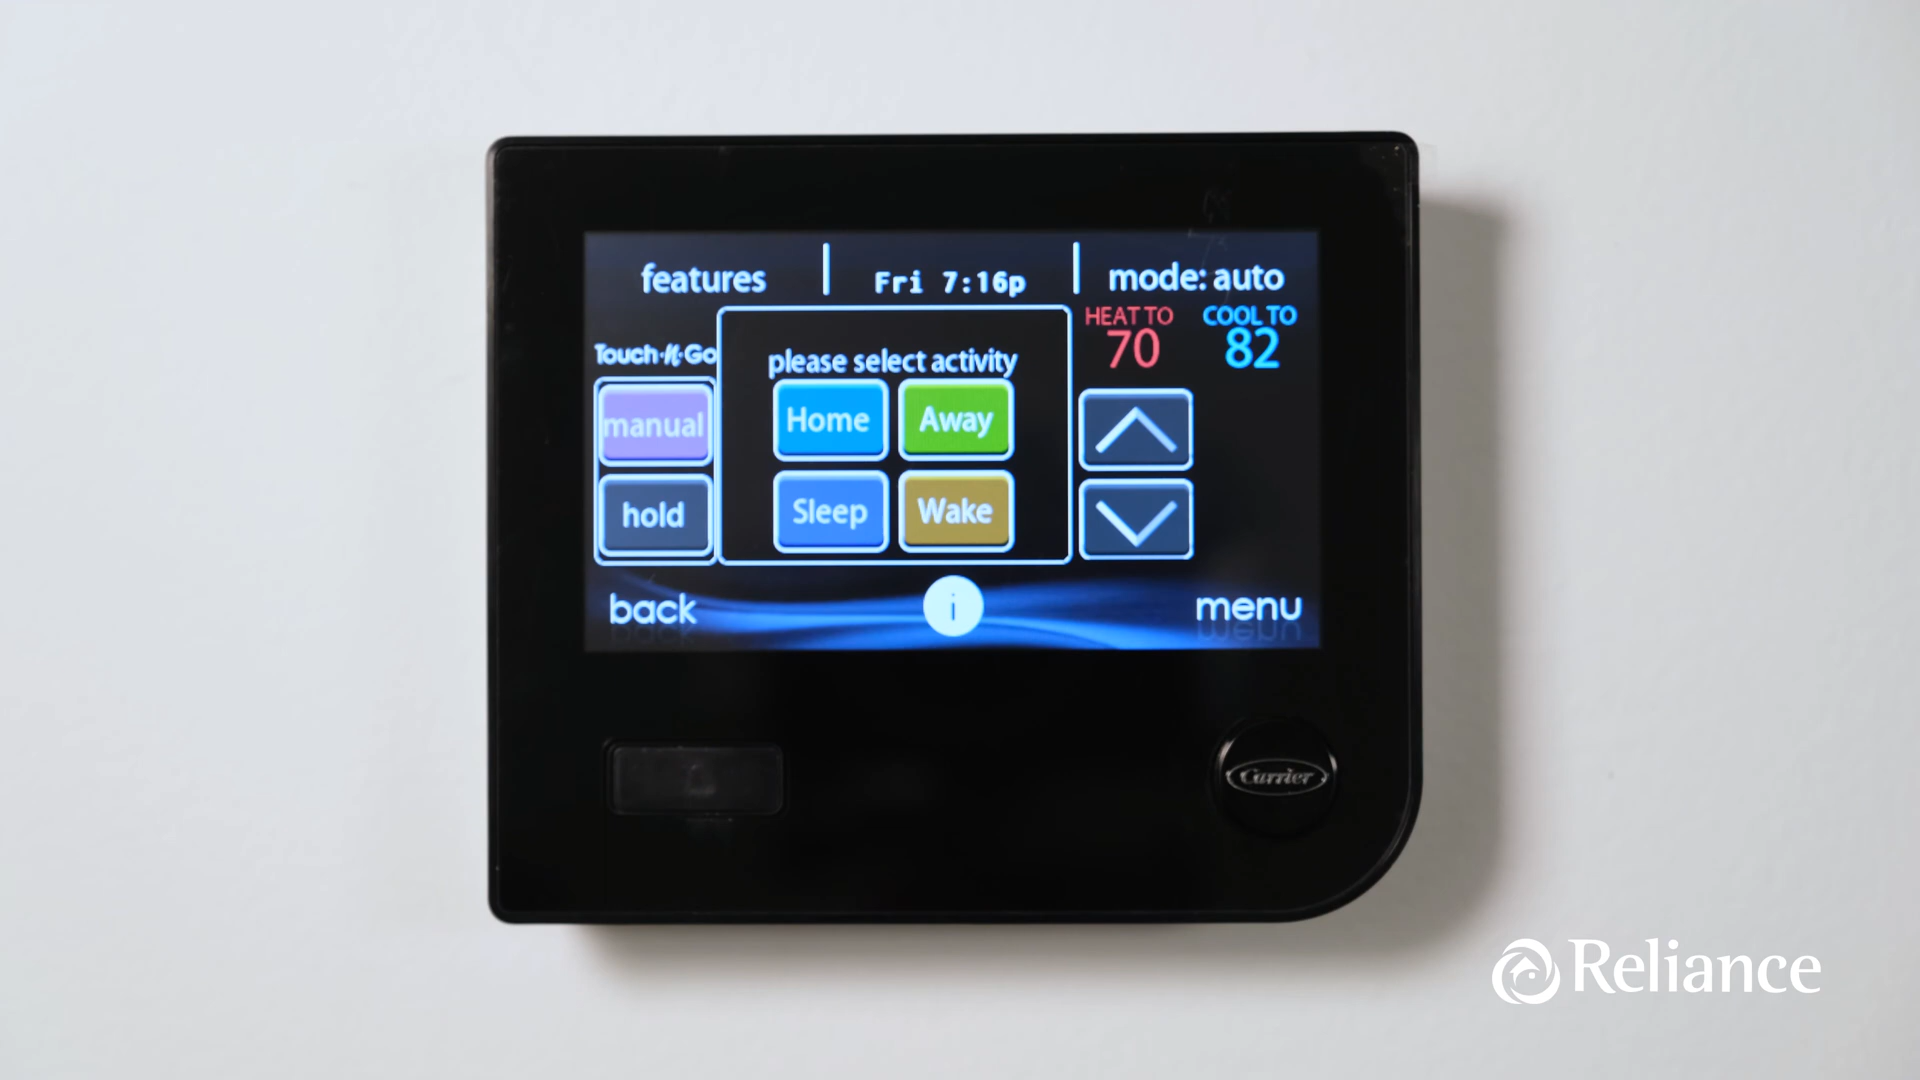 features
Fri 7:16p
mode: auto
HEAT TO
70
COOL TO
82
Touch·N·Go
please select activity
manual
Home
Away
hold
Sleep
Wake
back
i
menu
Carrier
Reliance